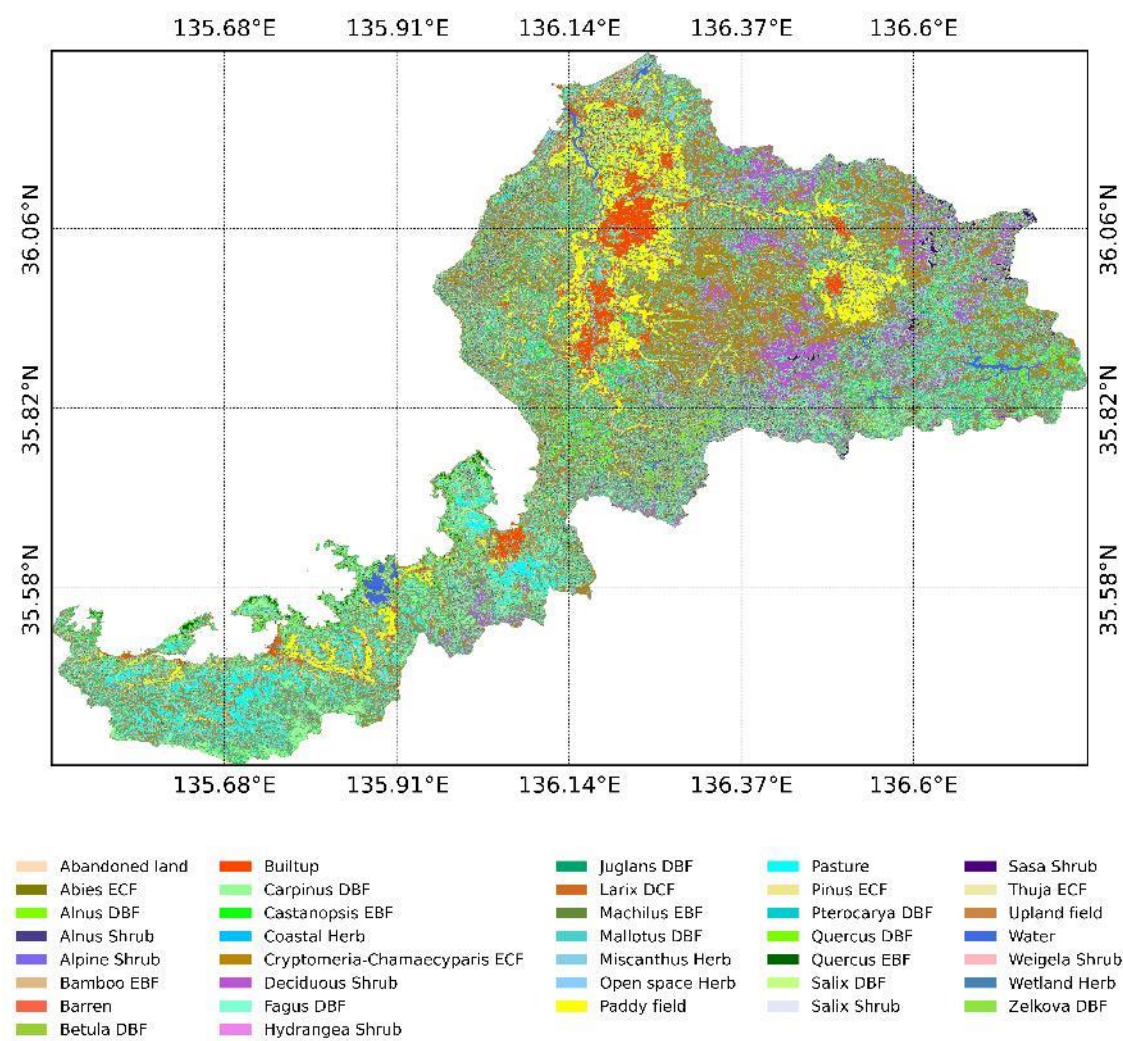 135.68°E 135.91°E 136.14°E 136.37°E 136.6°E
36.06°N 36.06°N
35.82°N 35.82°N
35.58°N 35.58°N
135.68°E 135.91°E 136.14°E 136.37°E 136.6°E
Abandoned land Builtup Juglans DBF Pasture Sasa Shrub
Abies ECF Carpinus DBF Larix DCF Pinus ECF Thuja ECF
Alnus DBF Castanopsis EBF Machilus EBF Pterocarya DBF Upland field
Alnus Shrub Coastal Herb Mallotus DBF Quercus DBF Water
Alpine Shrub Cryptomeria-Chamaecyparis ECF Miscanthus Herb Quercus EBF Weigela Shrub
Bamboo EBF Deciduous Shrub Open space Herb Salix DBF Wetland Herb
Barren Fagus DBF Paddy field Salix Shrub Zelkova DBF
Betula DBF Hydrangea Shrub